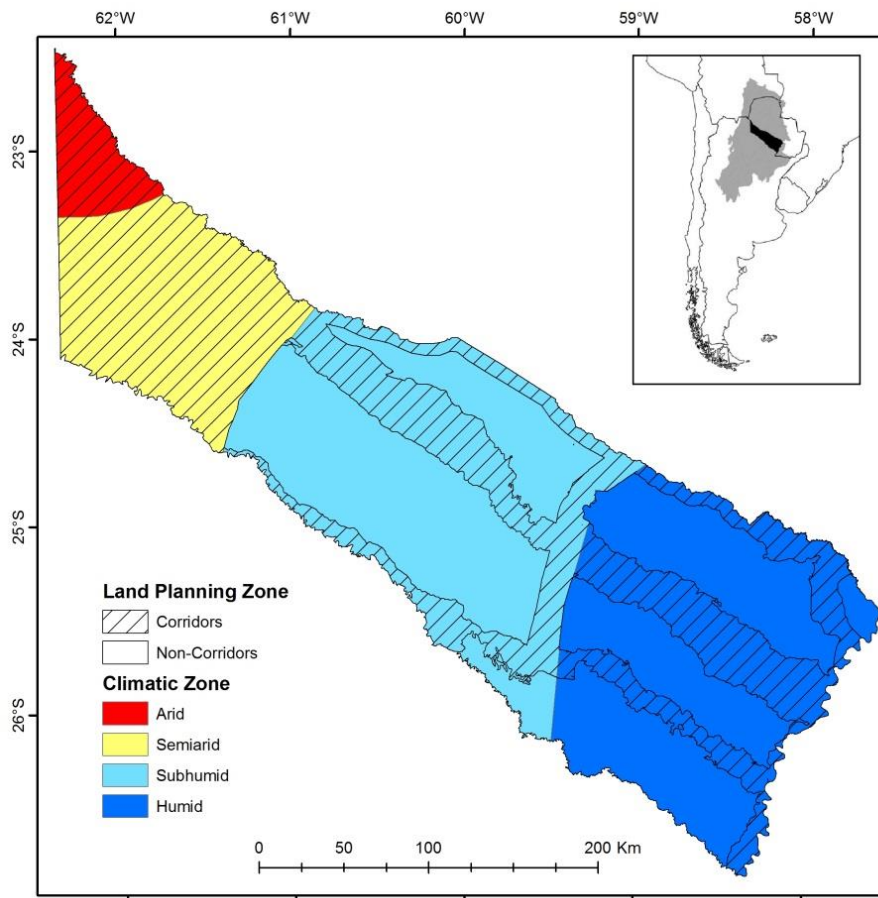 62°W 61°W 60°W 59°W 58°W
23°S
24°S
25°S
26°S
Land Planning Zone
Corridors
Non-Corridors
Climatic Zone
Arid
Semiarid
Subhumid
Humid
0 50 100 200 Km